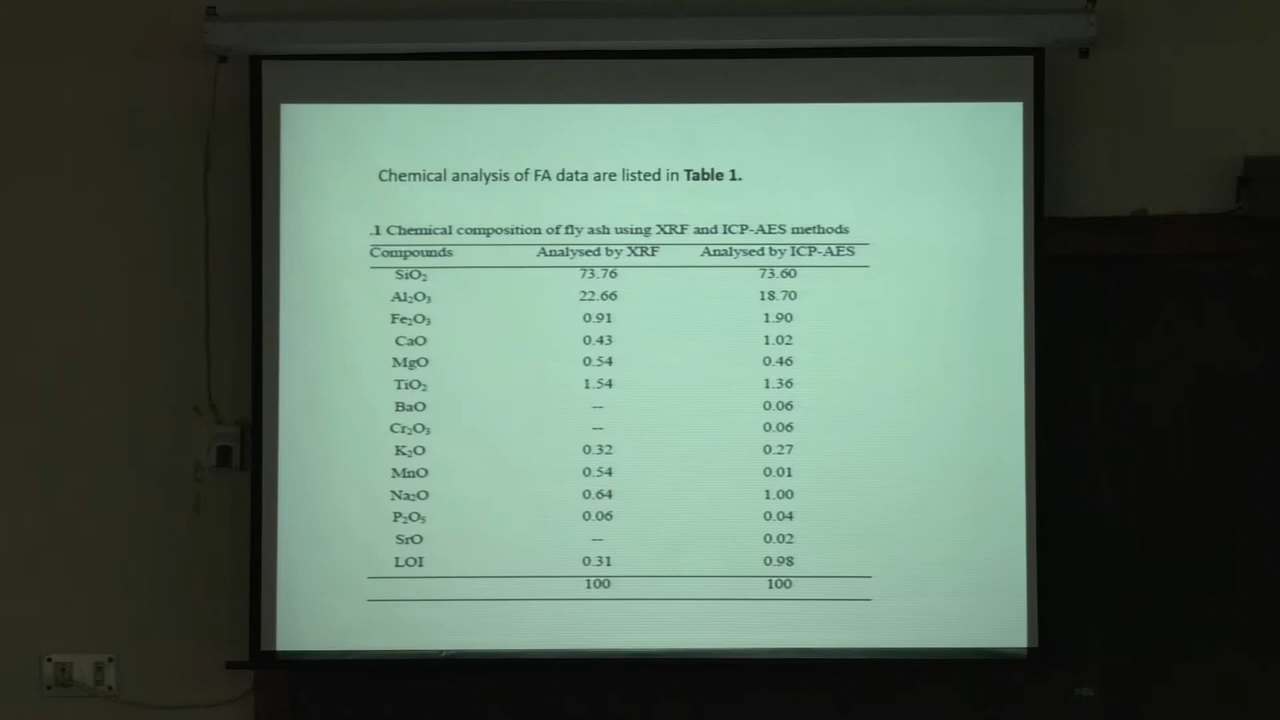 Chemical analysis of FA data are listed in Table 1.
.1 Chemical composition of fly ash using XRF and ICP-AES methods
Compounds Analysed by XRF Analysed by ICP-AES
SiO₂ 73.76 73.60
Al₂O₃ 22.66 18.70
Fe₂O₃ 0.91 1.90
CaO 0.43 1.02
MgO 0.54 0.46
TiO₂ 1.54 1.36
BaO -- 0.06
Cr₂O₃ -- 0.06
K₂O 0.32 0.27
MnO 0.54 0.01
Na₂O 0.64 1.00
P₂O₅ 0.06 0.04
SrO -- 0.02
LOI 0.31 0.98
100 100